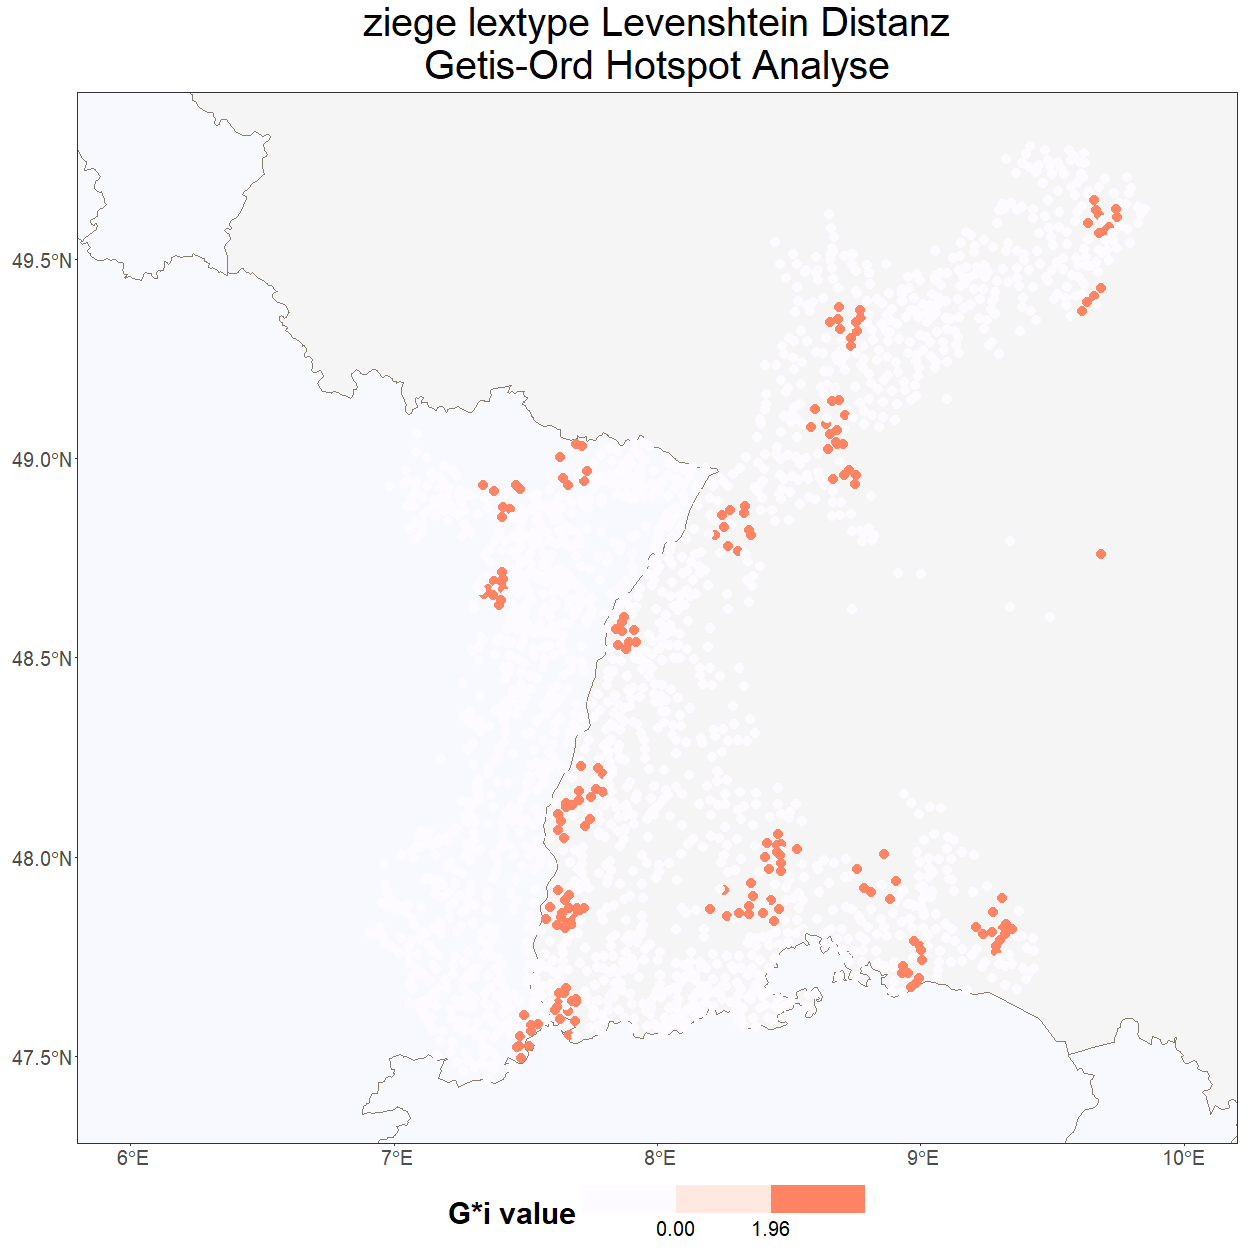 ziege lextype Levenshtein Distanz
Getis-Ord Hotspot Analyse
49.5°N
49.0°N
48.5°N
48.0°N
47.5°N
6°E 7°E 8°E 9°E 10°E
G*i value
0.00 1.96